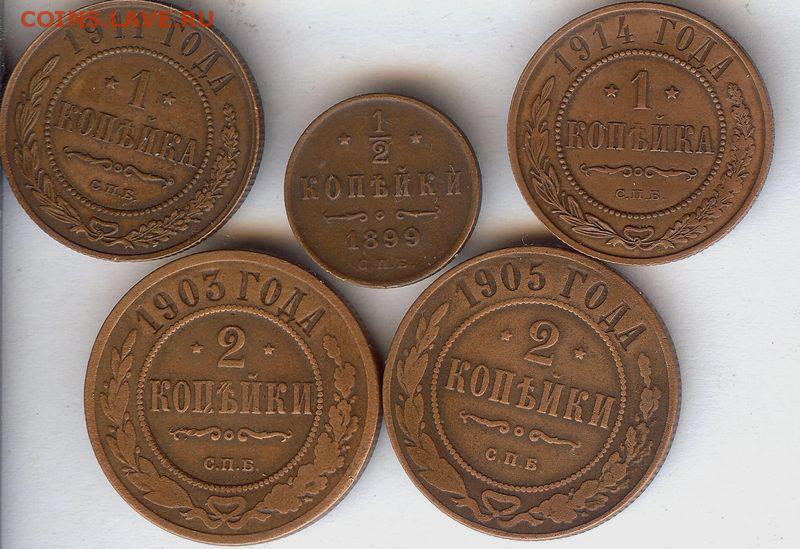 COINS.LAVE.RU
1911 ГОДА
1
КОПѢЙКА
С.П.Б.
1/2
КОПѢЙКИ
1899
С.П.Б
1914 ГОДА
1
КОПѢЙКА
С.П.Б.
1903 ГОДА
2
КОПѢЙКИ
С.П.Б.
1905 ГОДА
2
КОПѢЙКИ
С.П.Б